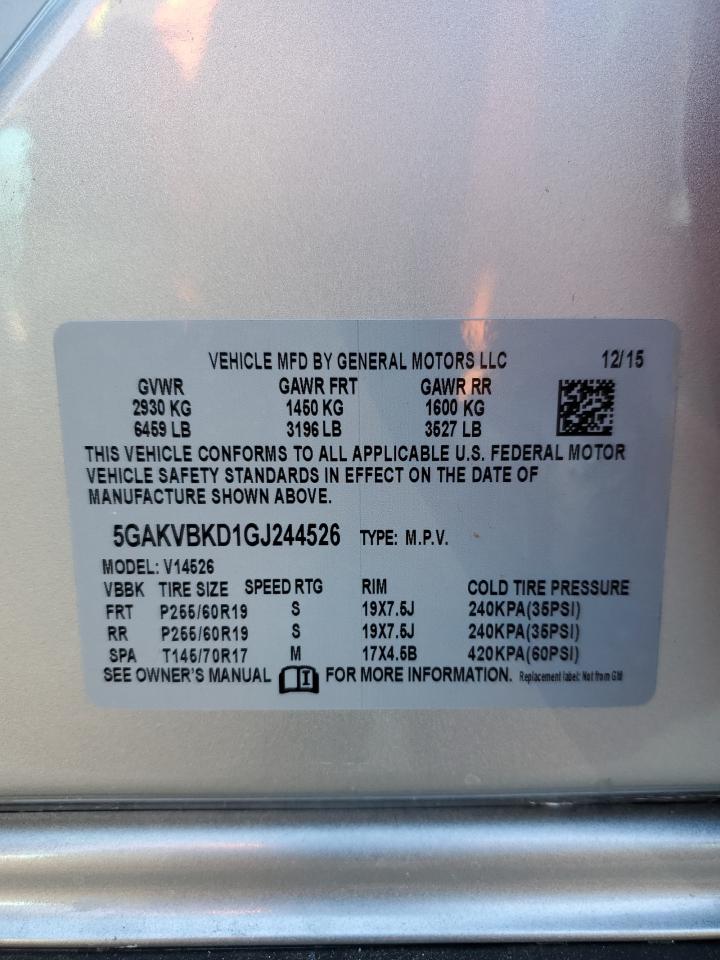 VEHICLE MFD BY GENERAL MOTORS LLC 12/15
GVWR GAWR FRT GAWR RR
2930 KG 1450 KG 1600 KG
6459 LB 3196 LB 3527 LB
THIS VEHICLE CONFORMS TO ALL APPLICABLE U.S. FEDERAL MOTOR
VEHICLE SAFETY STANDARDS IN EFFECT ON THE DATE OF
MANUFACTURE SHOWN ABOVE.
5GAKVBKD1GJ244526 TYPE: M.P.V.
MODEL: V14526
VBBK TIRE SIZE SPEED RTG RIM COLD TIRE PRESSURE
FRT P255/60R19 S 19X7.5J 240KPA(35PSI)
RR P255/60R19 S 19X7.5J 240KPA(35PSI)
SPA T145/70R17 M 17X4.5B 420KPA(60PSI)
SEE OWNER'S MANUAL FOR MORE INFORMATION. Replacement label: Not from GM